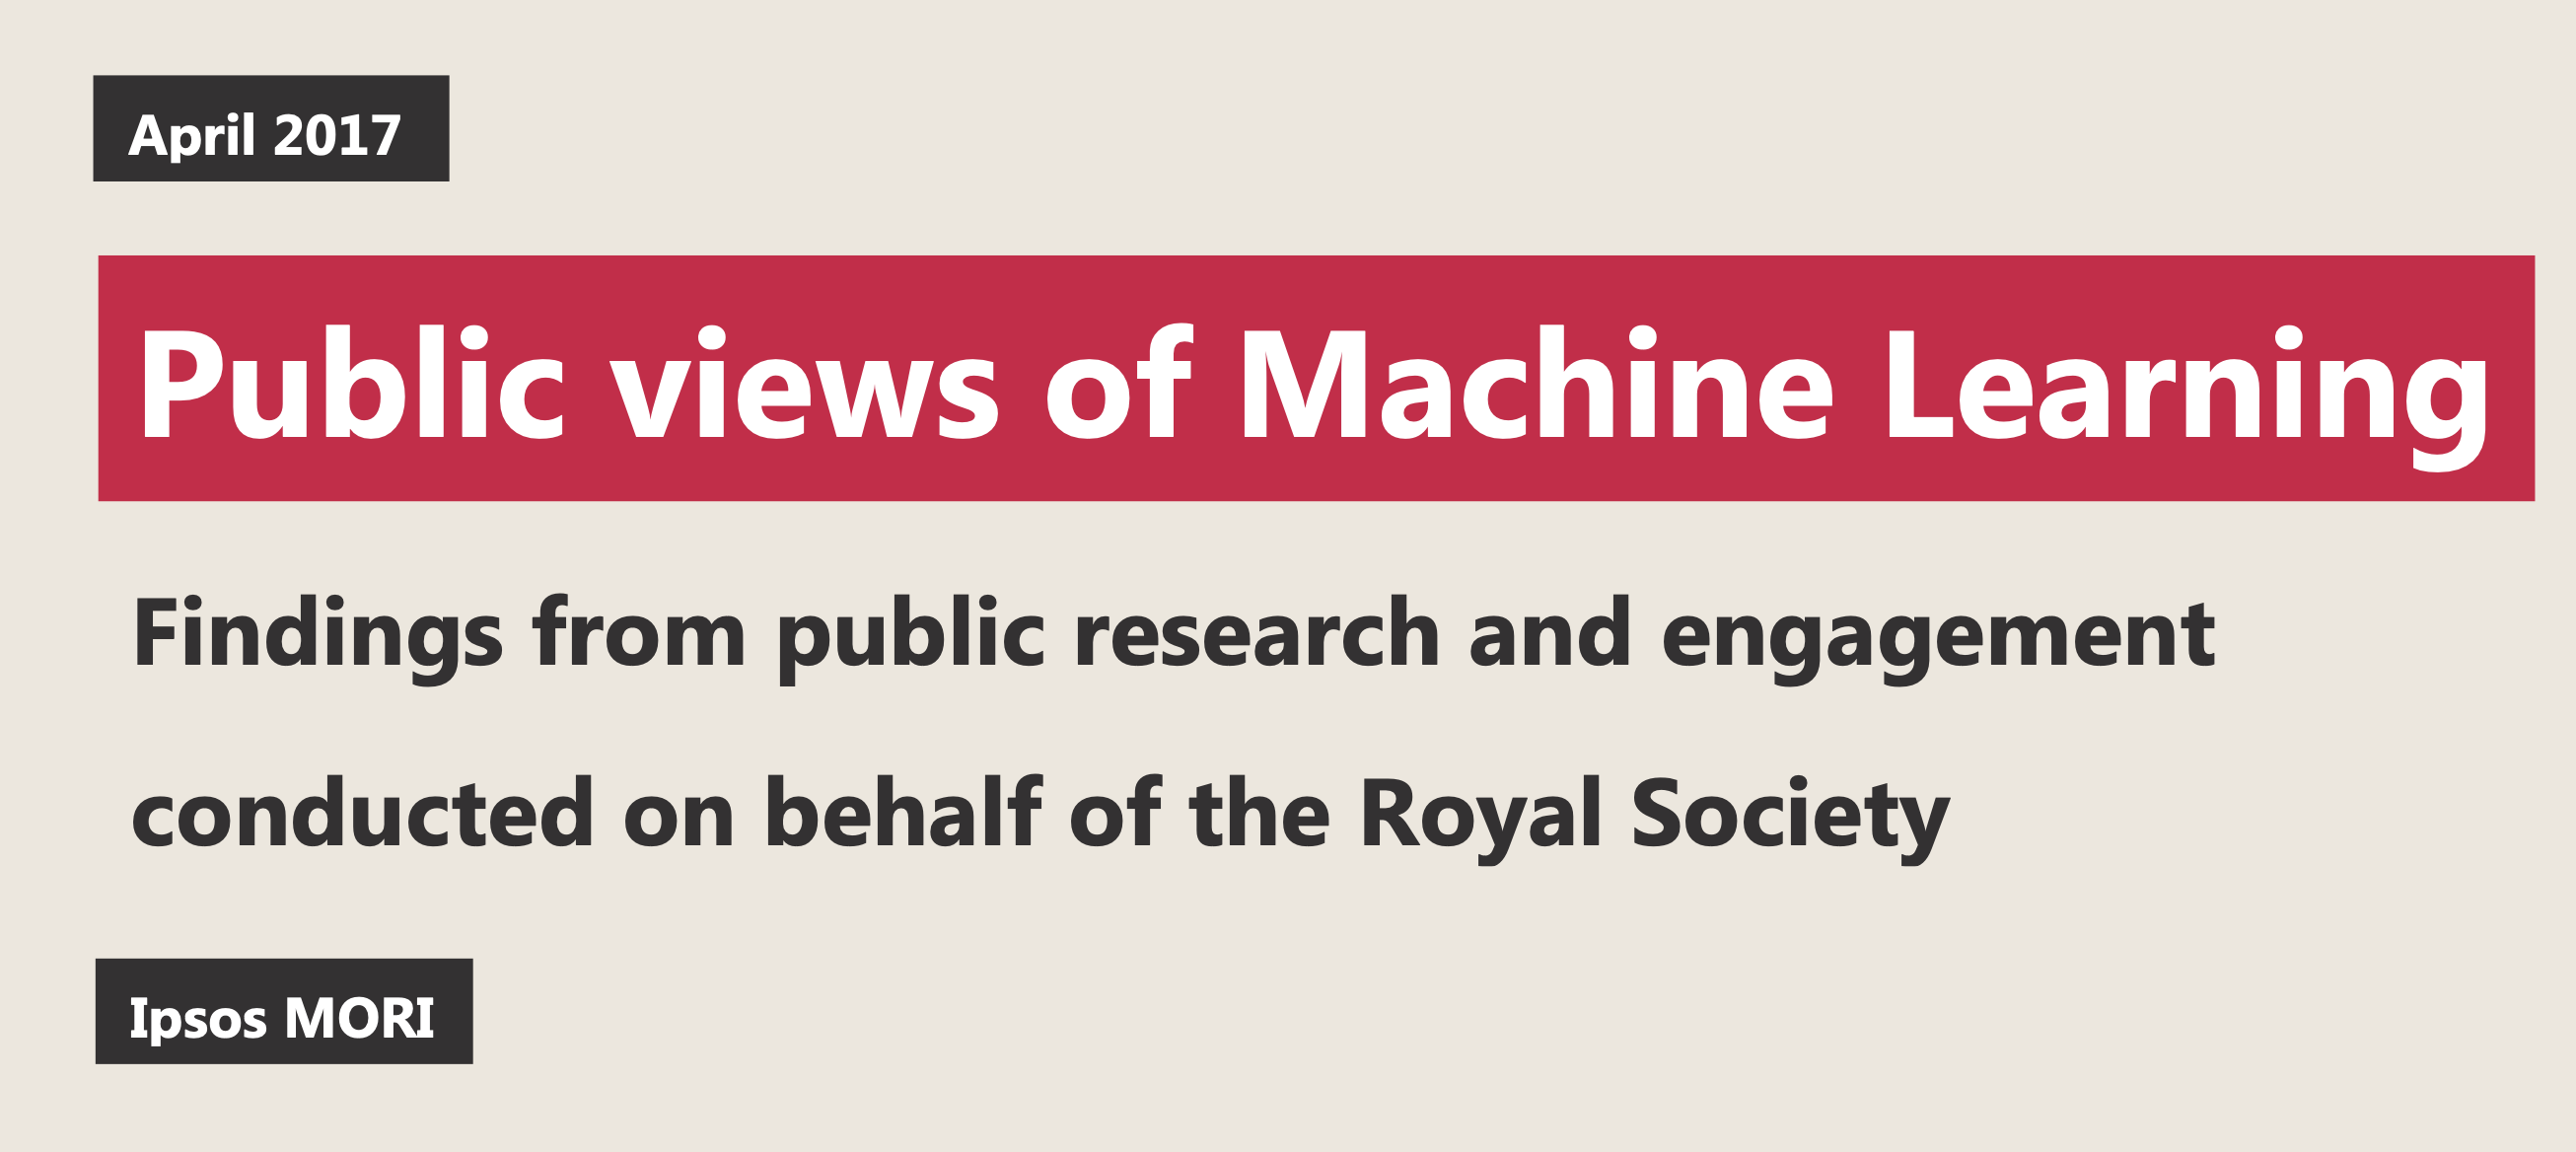 April 2017
Public views of Machine Learning
Findings from public research and engagement
conducted on behalf of the Royal Society
Ipsos MORI